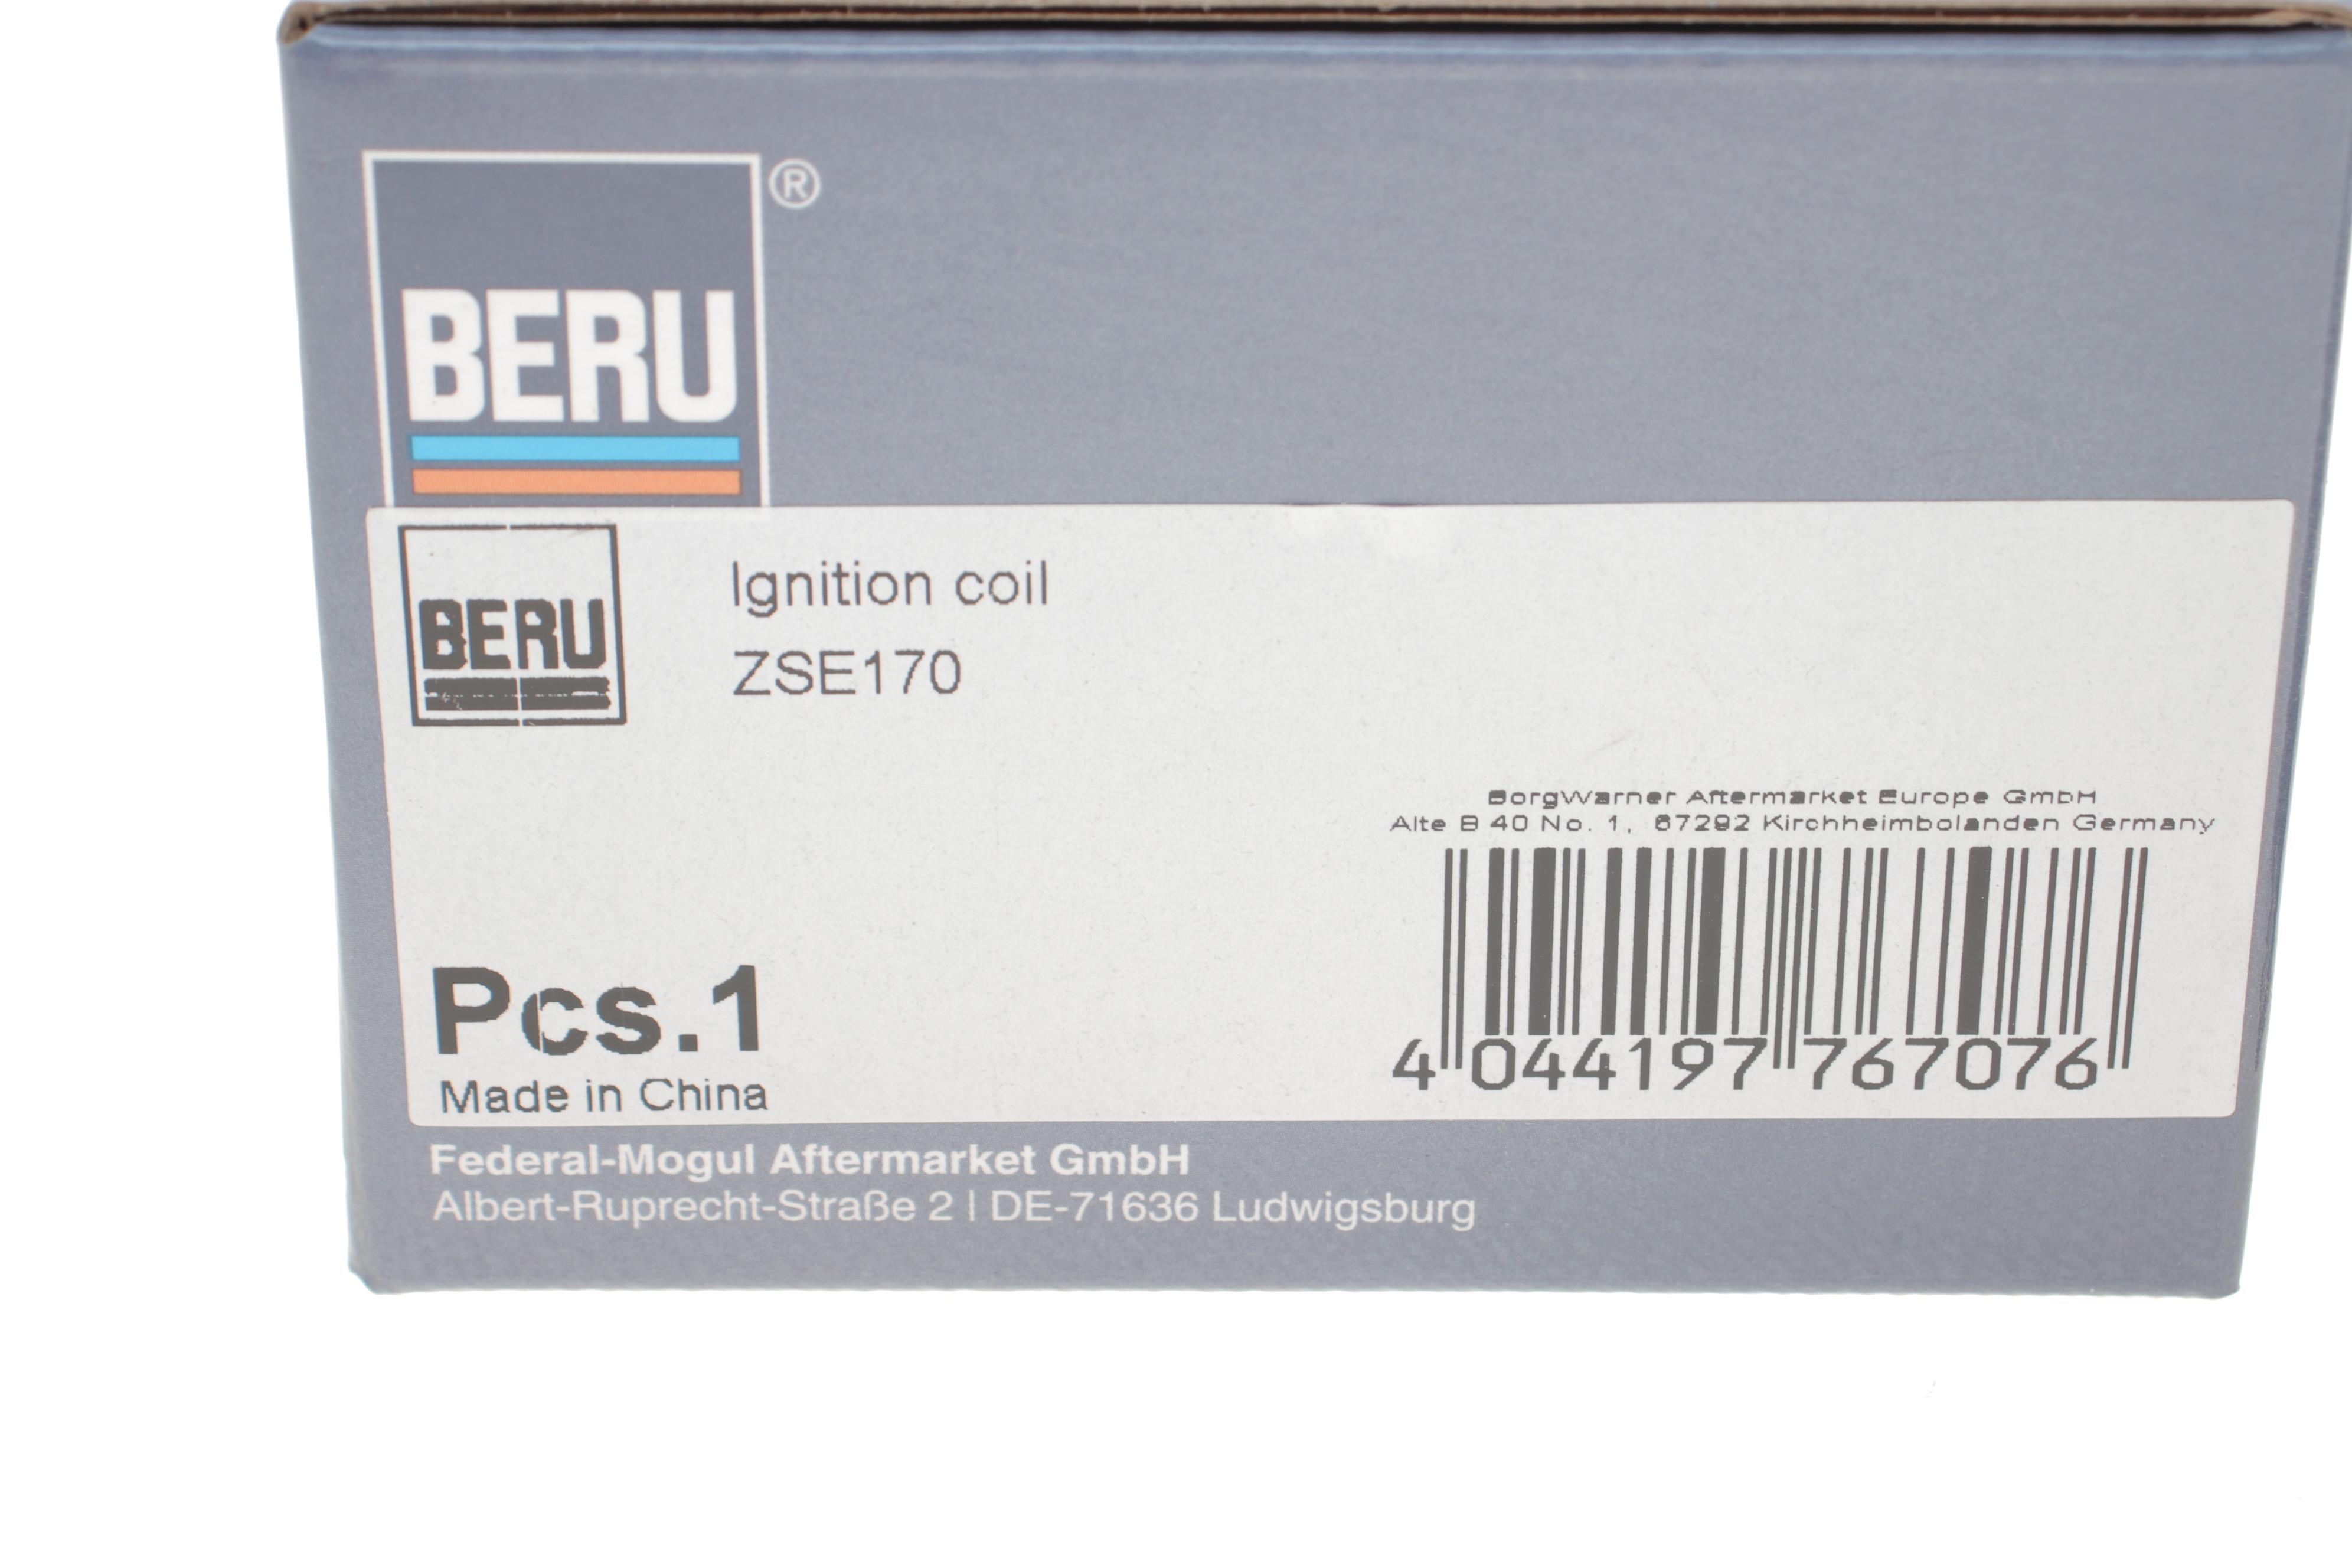 BERU®
BERU
Ignition coil
ZSE170
BorgWarner Aftermarket Europe GmbH
Alte B 40 No. 1, 67292 Kirchheimbolanden Germany
4 044197 767076
Pcs.1
Made in China
Federal-Mogul Aftermarket GmbH
Albert-Ruprecht-Straße 2 | DE-71636 Ludwigsburg